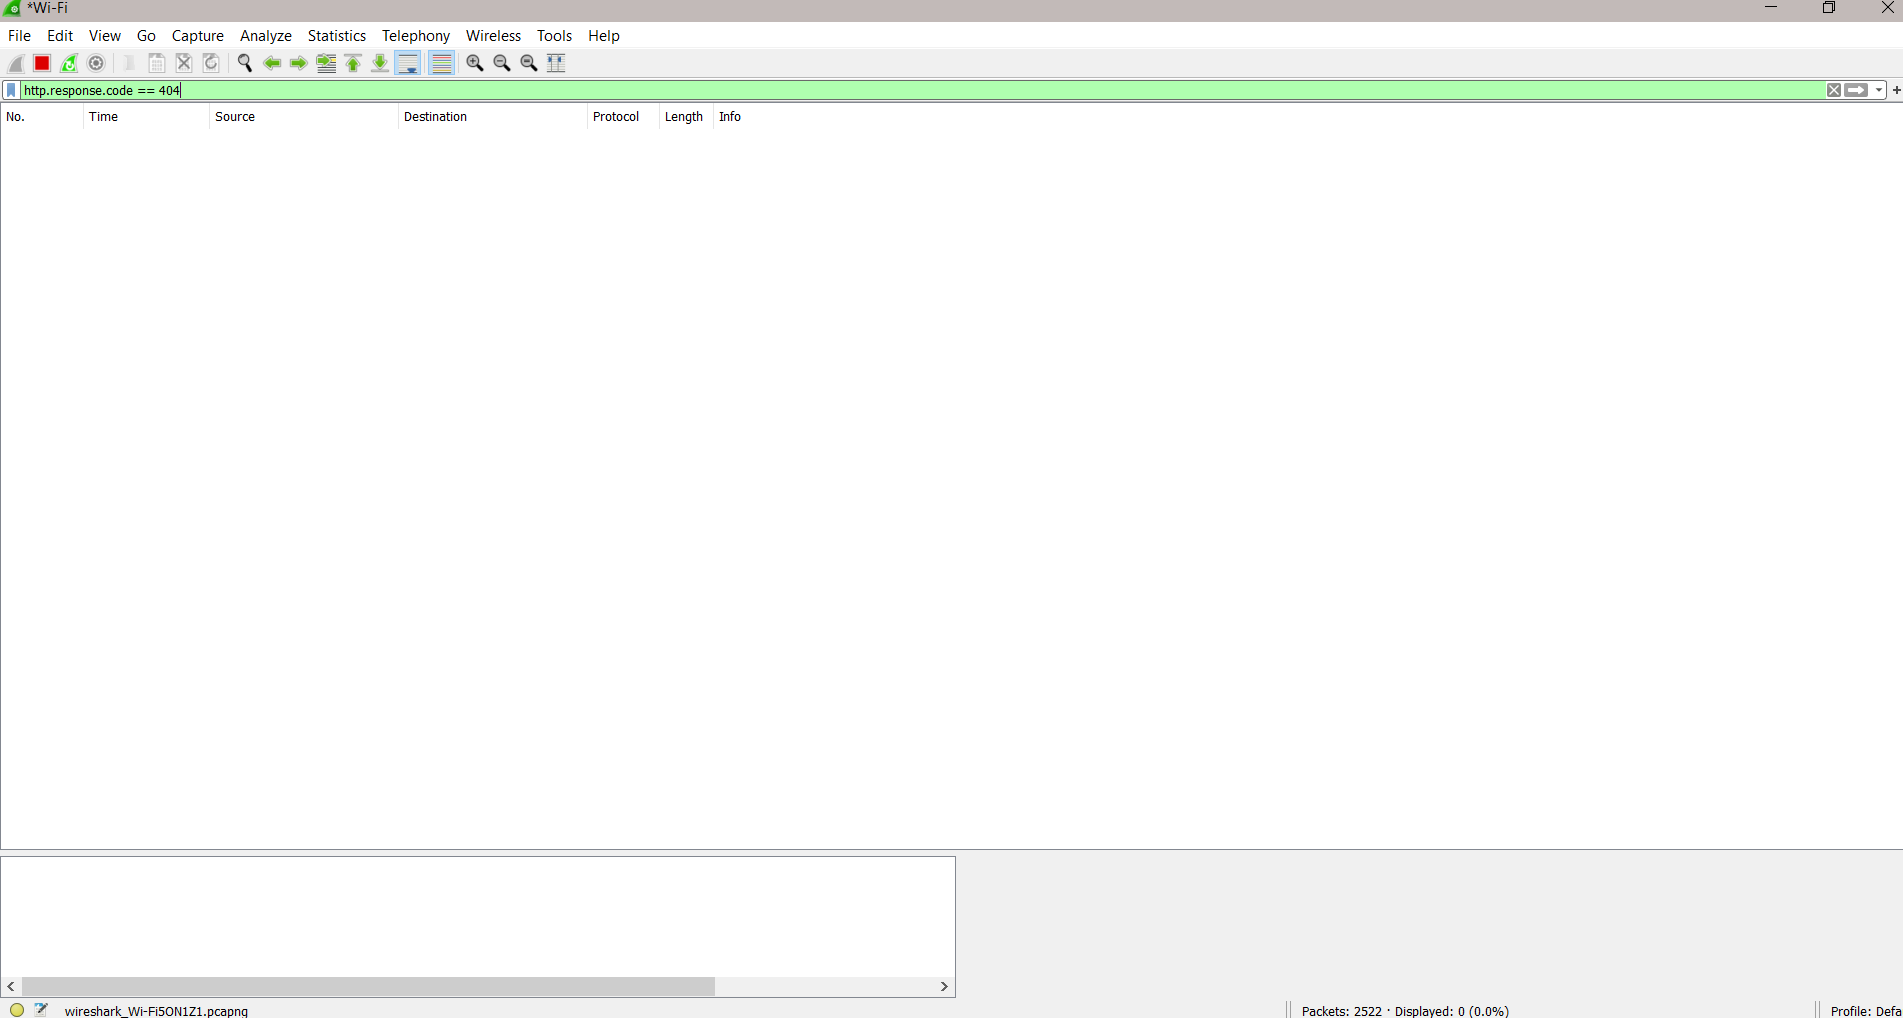 *Wi-Fi
File Edit View Go Capture Analyze Statistics Telephony Wireless Tools Help
http.response.code == 404
No. Time Source Destination Protocol Length Info
wireshark_Wi-Fi5ON1Z1.pcapng Packets: 2522 · Displayed: 0 (0.0%) Profile: Defa